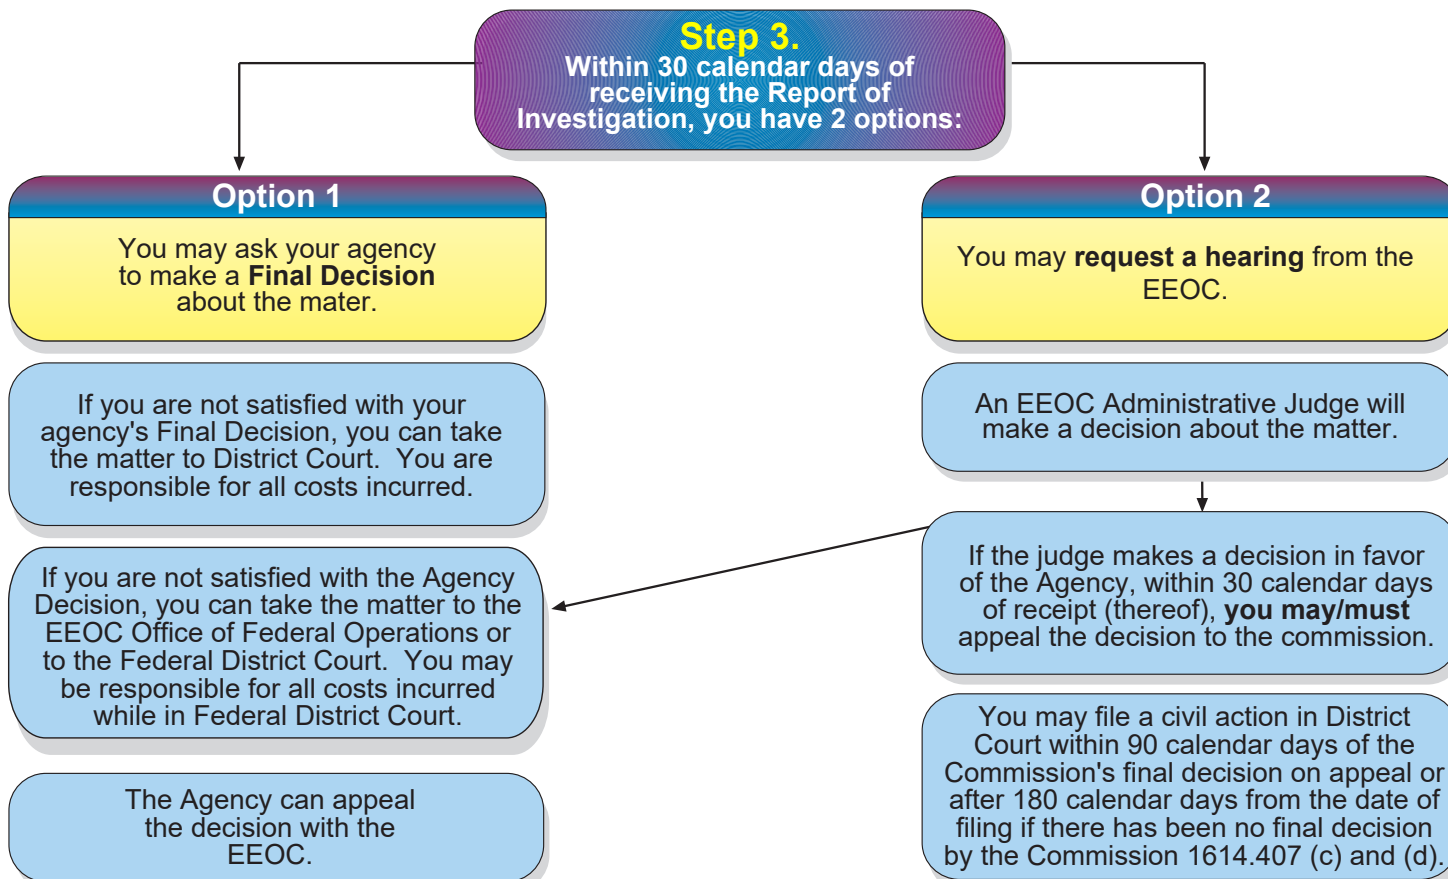 Step 3.
Within 30 calendar days of
receiving the Report of
Investigation, you have 2 options:
Option 1
You may ask your agency
to make a Final Decision
about the mater.
If you are not satisfied with your
agency's Final Decision, you can take
the matter to District Court. You are
responsible for all costs incurred.
If you are not satisfied with the Agency
Decision, you can take the matter to the
EEOC Office of Federal Operations or
to the Federal District Court. You may
be responsible for all costs incurred
while in Federal District Court.
The Agency can appeal
the decision with the
EEOC.
Option 2
You may request a hearing from the
EEOC.
An EEOC Administrative Judge will
make a decision about the matter.
If the judge makes a decision in favor
of the Agency, within 30 calendar days
of receipt (thereof), you may/must
appeal the decision to the commission.
You may file a civil action in District
Court within 90 calendar days of the
Commission's final decision on appeal or
after 180 calendar days from the date of
filing if there has been no final decision
by the Commission 1614.407 (c) and (d).